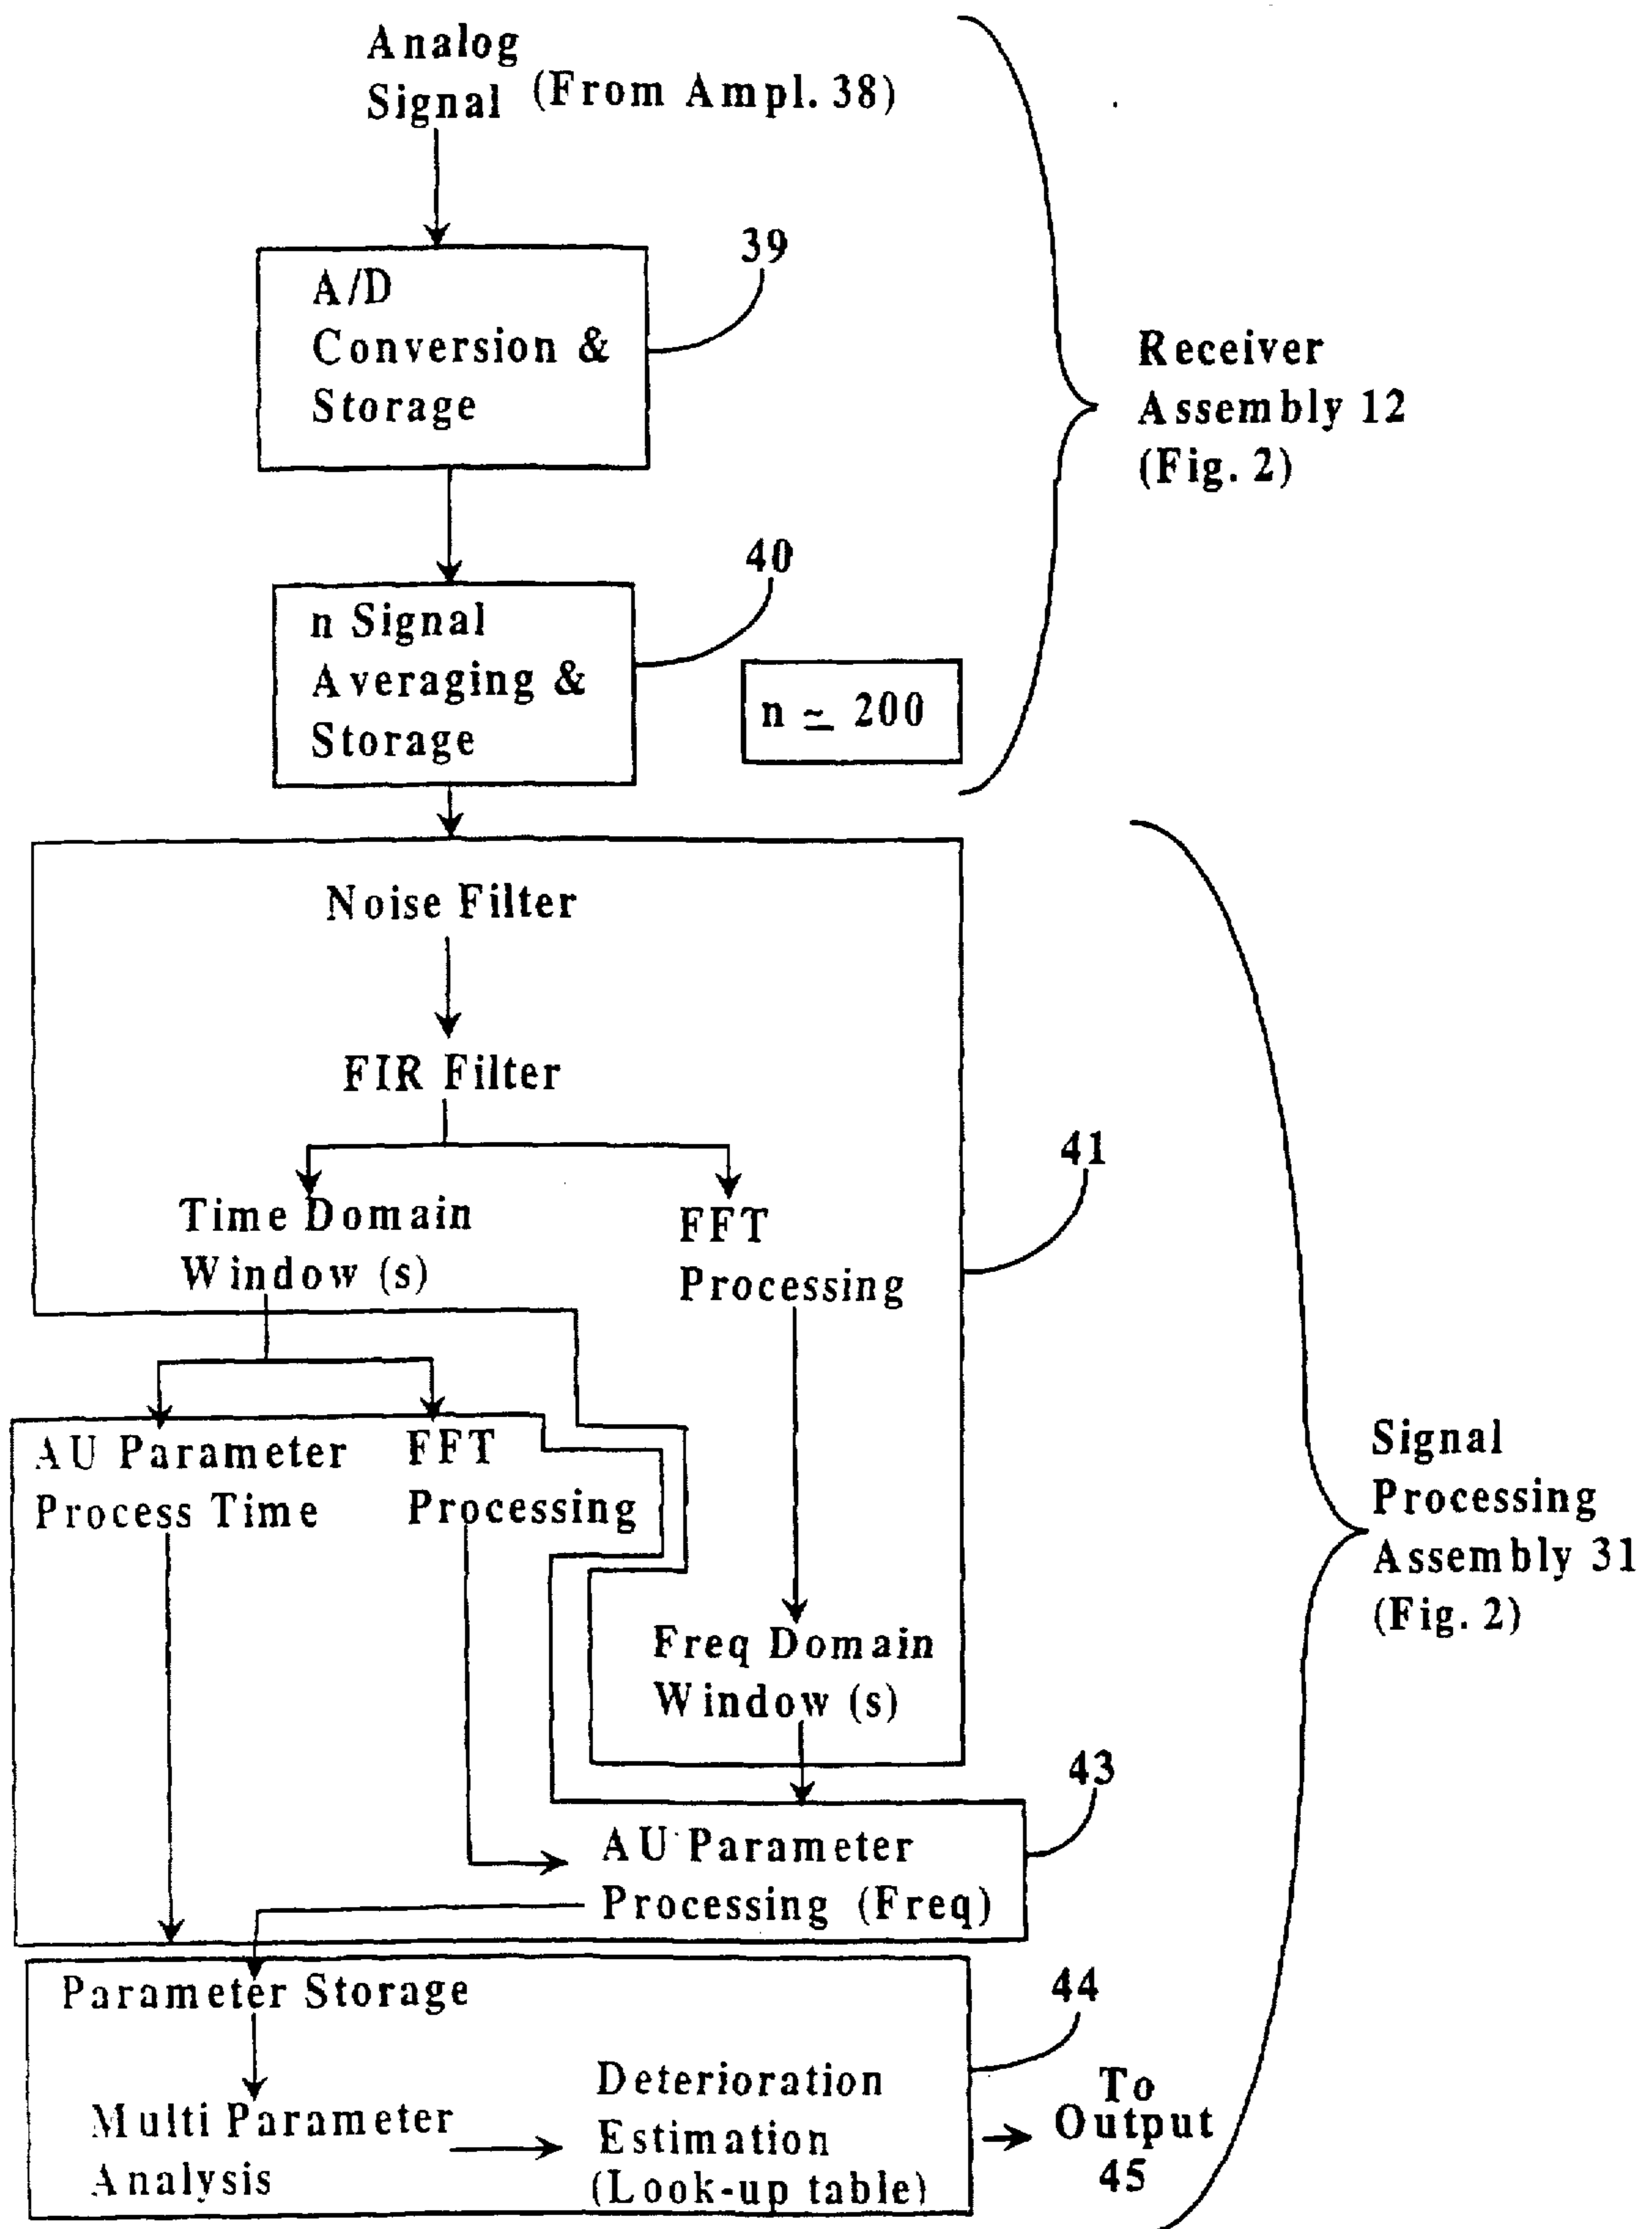 Analog
Signal (From Ampl. 38)
39
A/D
Conversion &
Storage
Receiver
Assembly 12
(Fig. 2)
40
n Signal
Averaging &
Storage
n ≃ 200
Noise Filter
FIR Filter
41
Time Domain
Window (s)
FFT
Processing
AU Parameter
Process Time
FFT
Processing
Signal
Processing
Assembly 31
(Fig. 2)
Freq Domain
Window (s)
43
AU Parameter
Processing (Freq)
Parameter Storage
44
Multi Parameter
Analysis
Deterioration
Estimation
(Look-up table)
To
Output
45